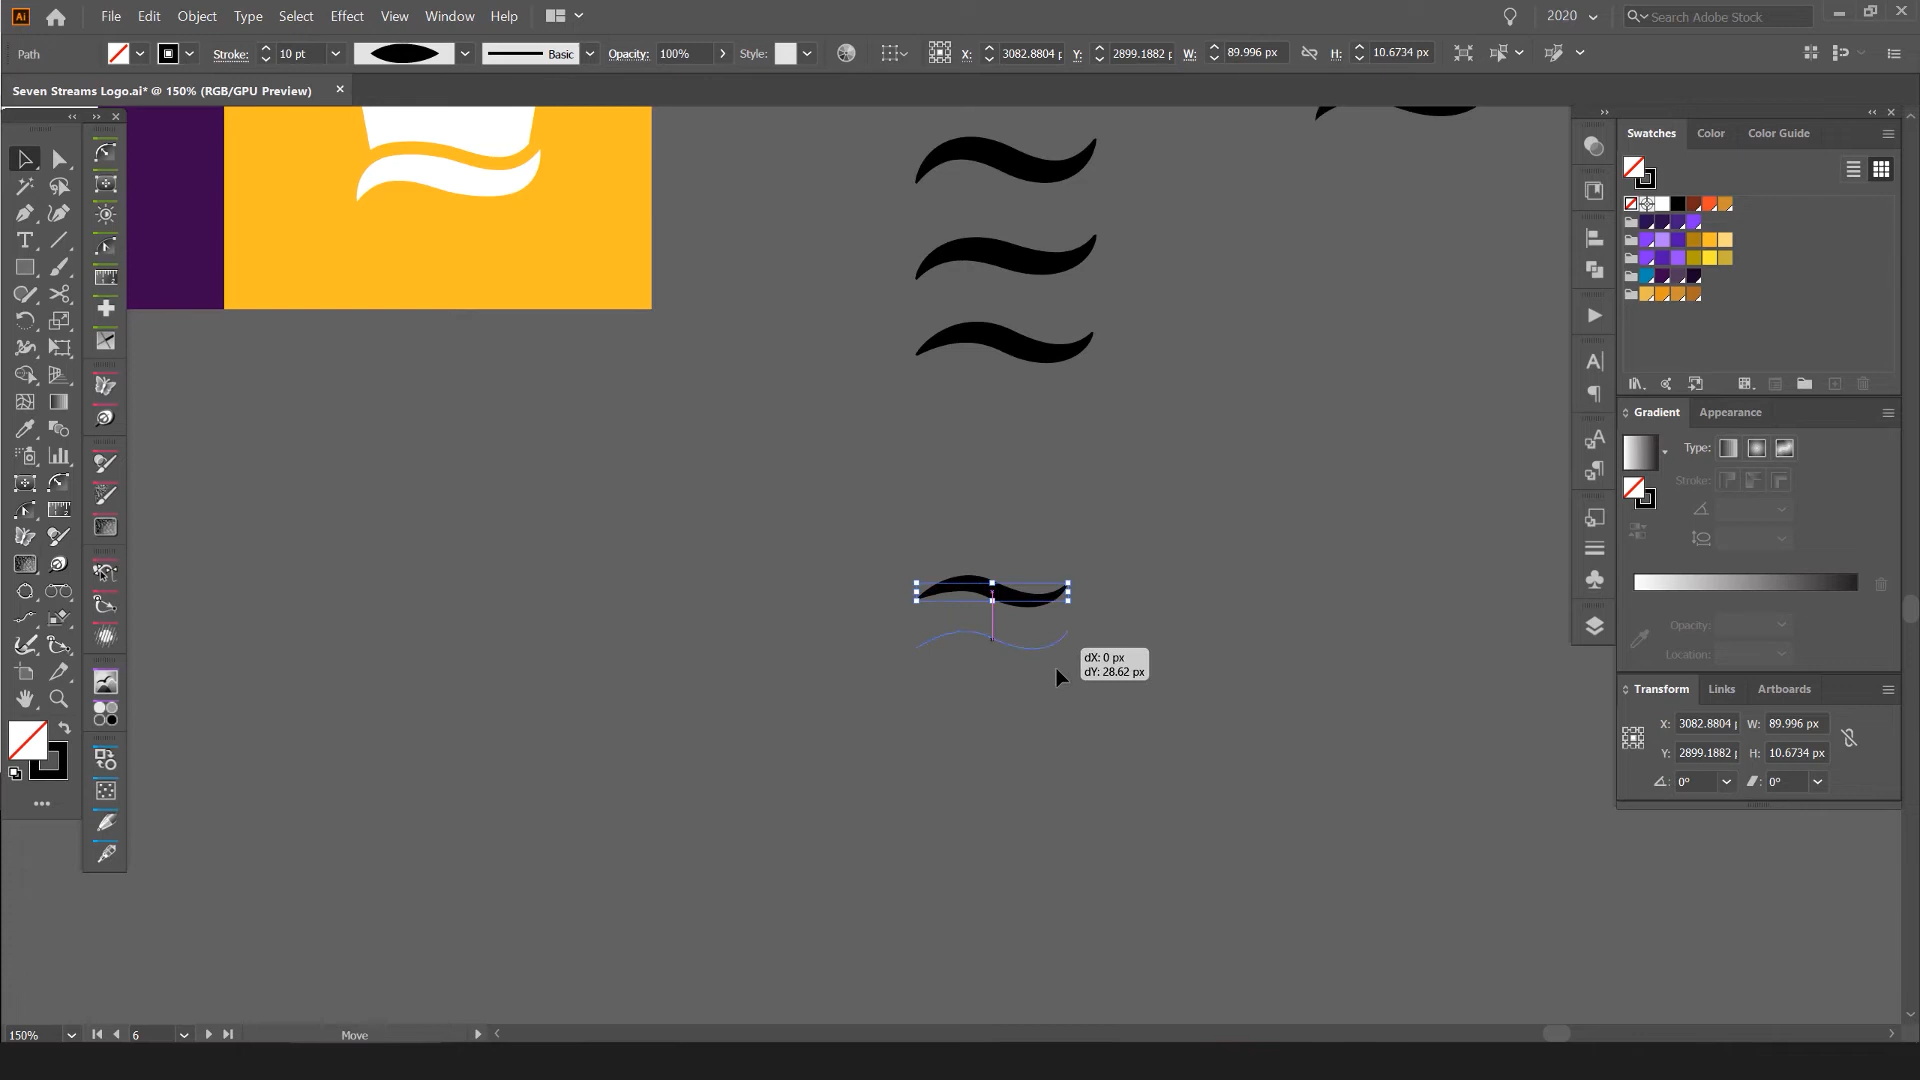 Ai File Edit Object Type Select Effect View Window Help 2020 Search Adobe Stock
Path Stroke: 10 pt Basic Opacity: 100% Style: X: 3082.8804 Y: 2899.1882 W: 89.996 px H: 10.6734 px
Seven Streams Logo.ai* @ 150% (RGB/GPU Preview)
Swatches Color Color Guide
Gradient Appearance
Type:
Stroke:
Opacity:
Location:
dX: 0 px
dY: 28.62 px
Transform Links Artboards
X: 3082.8804 W: 89.996 px
Y: 2899.1882 H: 10.6734 px
0° 0°
150% 6 Move